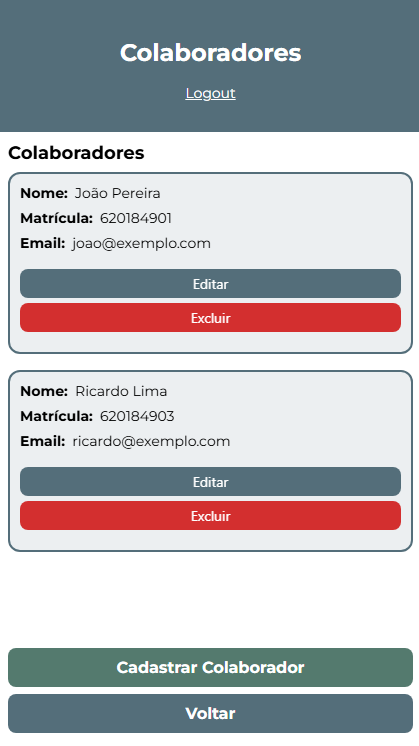 Colaboradores
Logout
Colaboradores
Nome: João Pereira
Matrícula: 620184901
Email: joao@exemplo.com
Editar
Excluir
Nome: Ricardo Lima
Matrícula: 620184903
Email: ricardo@exemplo.com
Editar
Excluir
Cadastrar Colaborador
Voltar